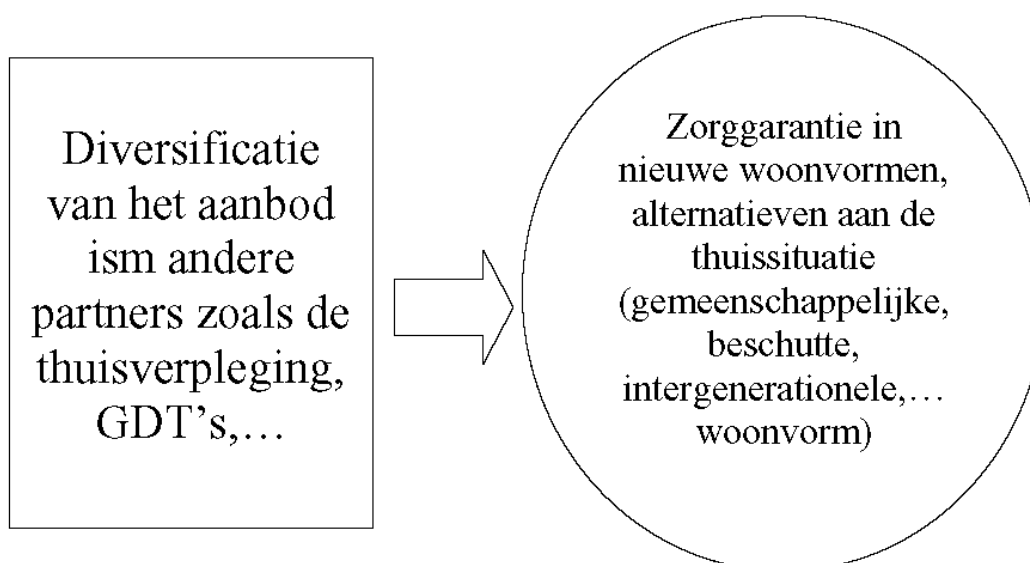 Diversificatie
van het aanbod
ism andere
partners zoals de
thuisverpleging,
GDT’s,…
Zorggarantie in
nieuwe woonvormen,
alternatieven aan de
thuissituatie
(gemeenschappelijke,
beschutte,
intergenerationele,…
woonvorm)